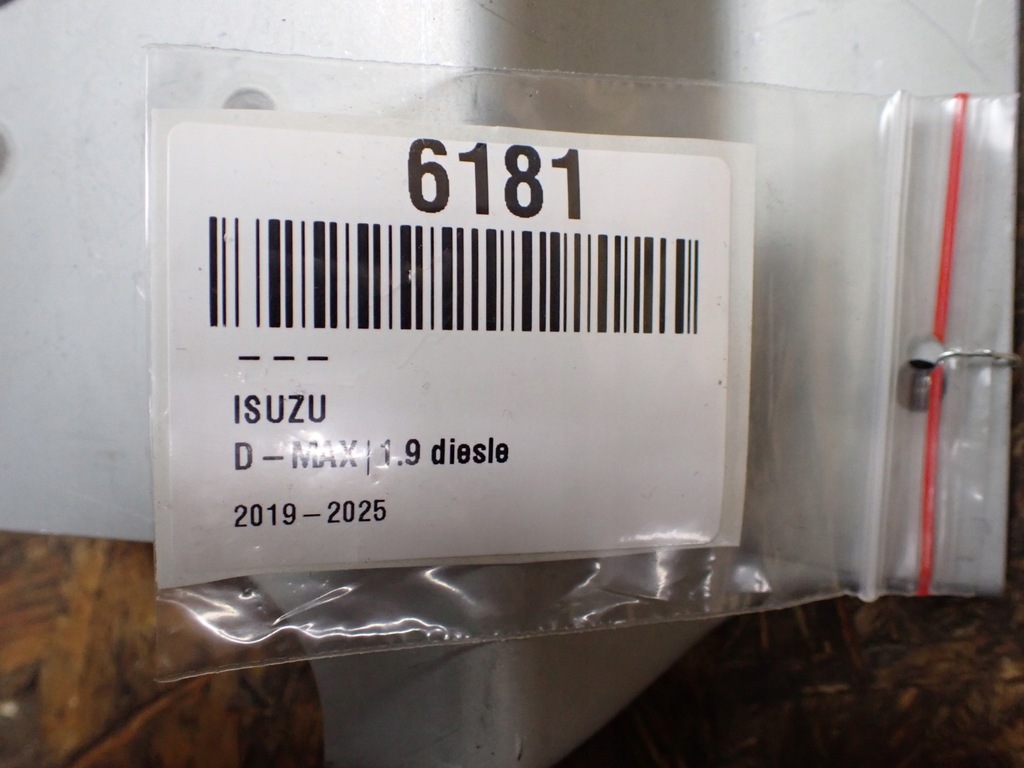 6181
---
ISUZU
D-MAX|1.9 diesle
2019-2025